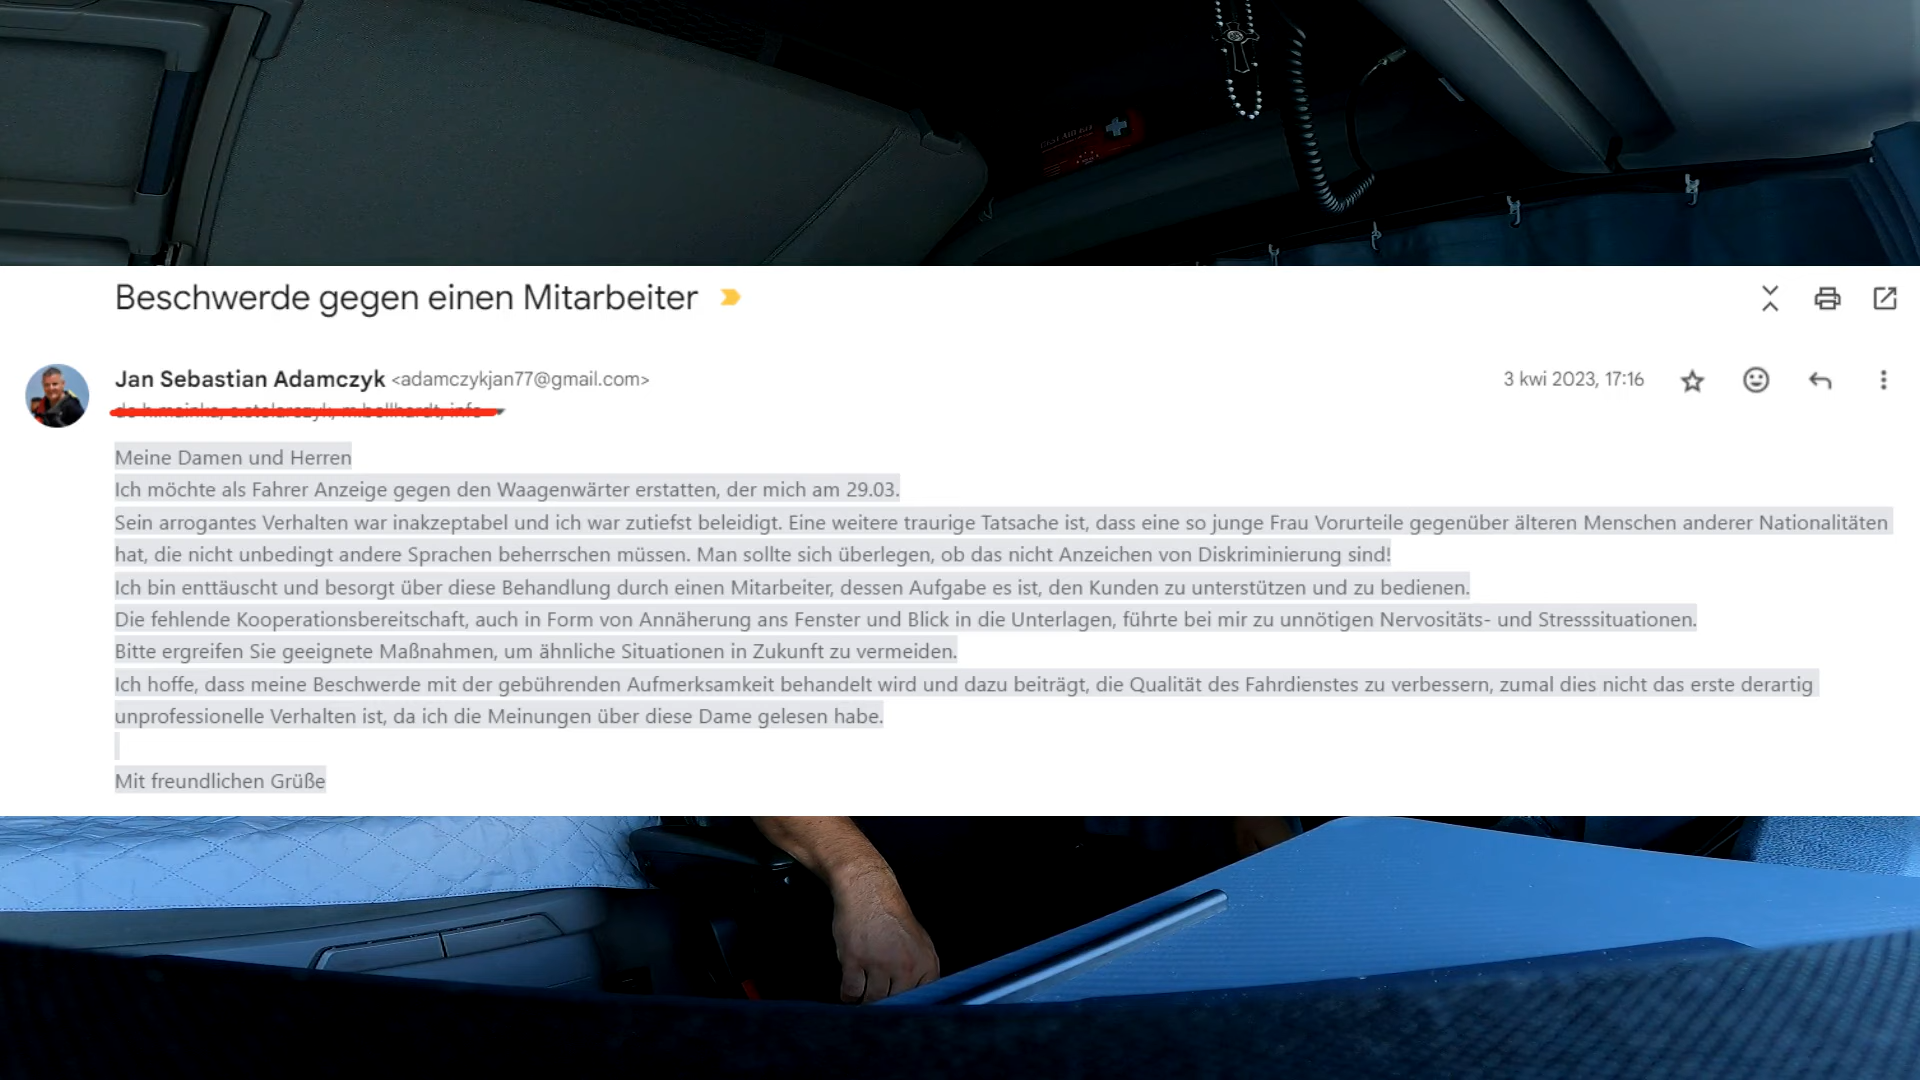 Beschwerde gegen einen Mitarbeiter
Jan Sebastian Adamczyk <adamczykjan77@gmail.com>
3 kwi 2023, 17:16
Meine Damen und Herren
Ich möchte als Fahrer Anzeige gegen den Waagenwärter erstatten, der mich am 29.03.
Sein arrogantes Verhalten war inakzeptabel und ich war zutiefst beleidigt. Eine weitere traurige Tatsache ist, dass eine so junge Frau Vorurteile gegenüber älteren Menschen anderer Nationalitäten
hat, die nicht unbedingt andere Sprachen beherrschen müssen. Man sollte sich überlegen, ob das nicht Anzeichen von Diskriminierung sind!
Ich bin enttäuscht und besorgt über diese Behandlung durch einen Mitarbeiter, dessen Aufgabe es ist, den Kunden zu unterstützen und zu bedienen.
Die fehlende Kooperationsbereitschaft, auch in Form von Annäherung ans Fenster und Blick in die Unterlagen, führte bei mir zu unnötigen Nervositäts- und Stresssituationen.
Bitte ergreifen Sie geeignete Maßnahmen, um ähnliche Situationen in Zukunft zu vermeiden.
Ich hoffe, dass meine Beschwerde mit der gebührenden Aufmerksamkeit behandelt wird und dazu beiträgt, die Qualität des Fahrdienstes zu verbessern, zumal dies nicht das erste derartig
unprofessionelle Verhalten ist, da ich die Meinungen über diese Dame gelesen habe.
Mit freundlichen Grüße